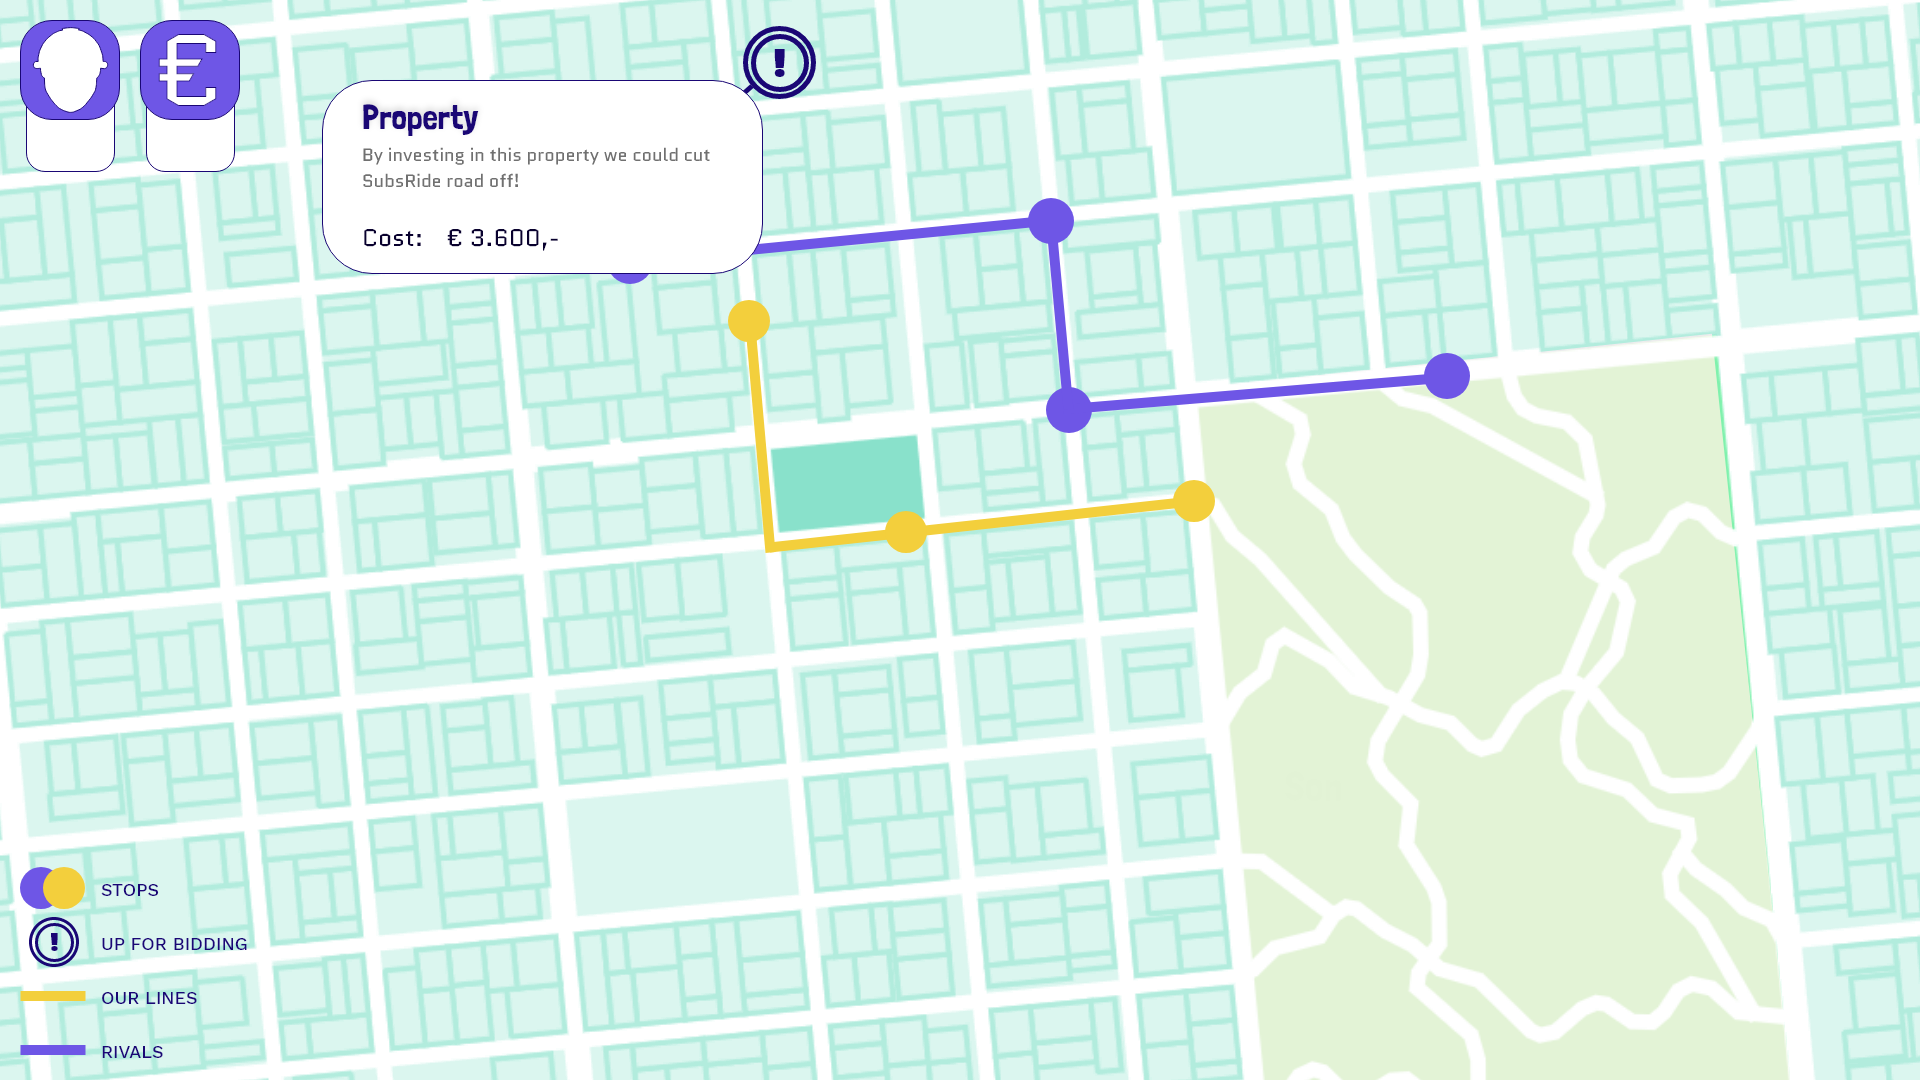 €
!
Property
By investing in this property we could cut
SubsRide road off!
Cost: € 3.600,-
STOPS
! UP FOR BIDDING
OUR LINES
RIVALS